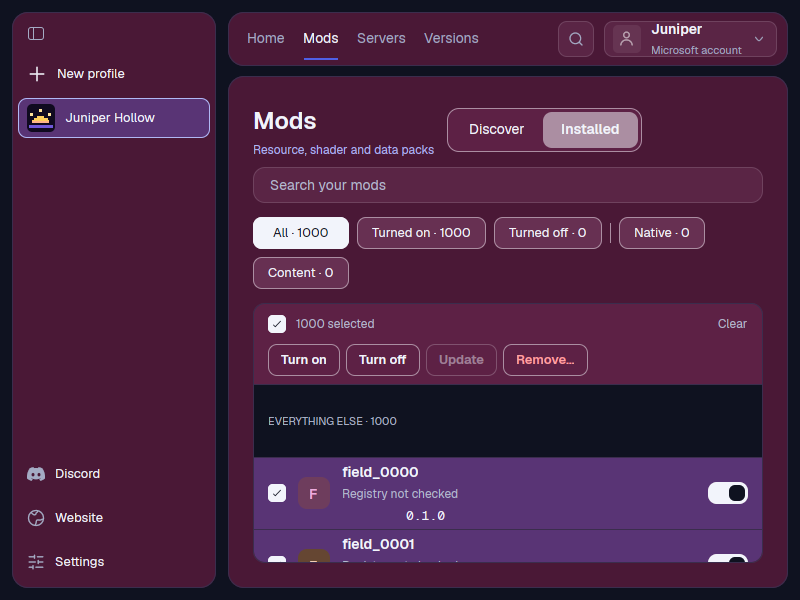 New profile
Juniper Hollow
Discord
Website
Settings
Home
Mods
Servers
Versions
Juniper
Microsoft account
Mods
Resource, shader and data packs
Discover
Installed
Search your mods
All · 1000
Turned on · 1000
Turned off · 0
Native · 0
Content · 0
1000 selected
Clear
Turn on
Turn off
Update
Remove...
EVERYTHING ELSE · 1000
F
field_0000
Registry not checked
0.1.0
field_0001